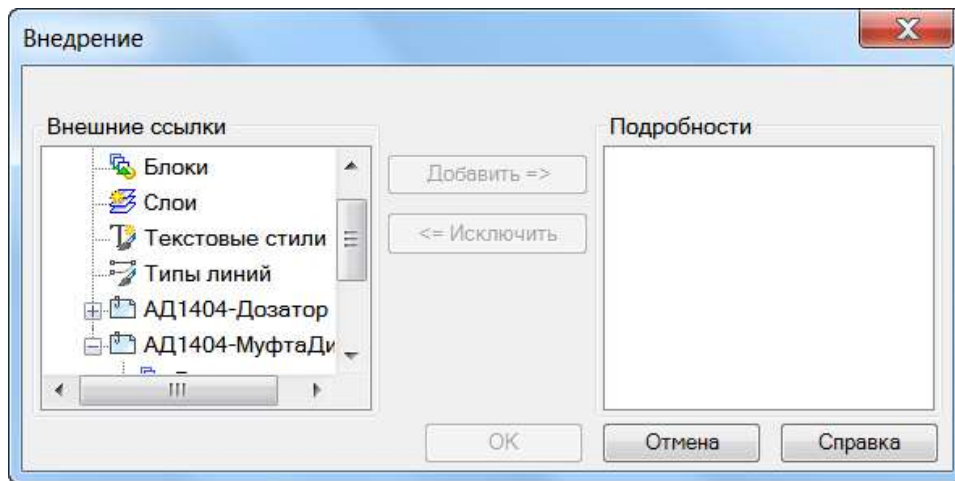 Внедрение
Внешние ссылки
Блоки
Слои
Текстовые стили
Типы линий
АД1404-Дозатор
АД1404-МуфтаДи
Добавить =>
<= Исключить
Подробности
OK
Отмена
Справка